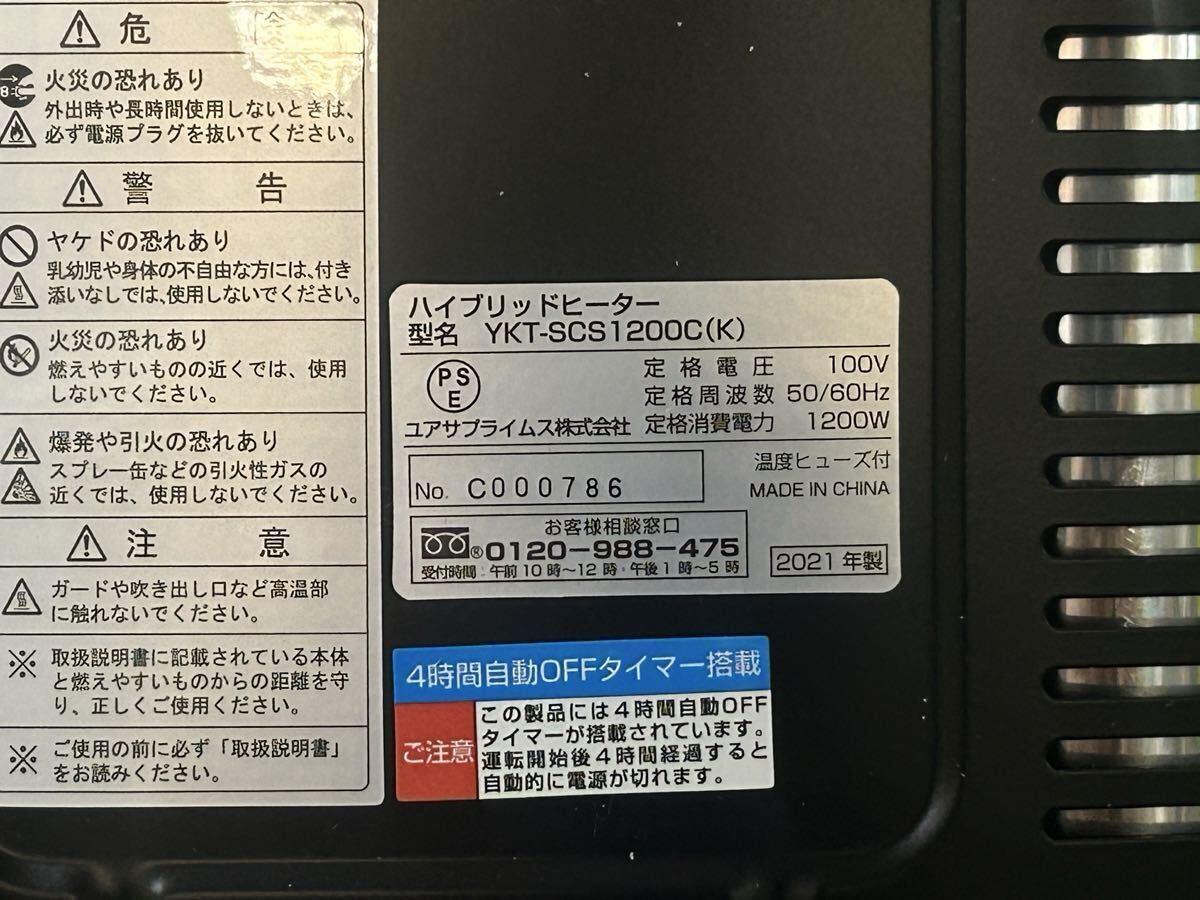 危 険
火災の恐れあり
外出時や長時間使用しないときは、
必ず電源プラグを抜いてください。
警 告
ヤケドの恐れあり
乳幼児や身体の不自由な方には、付き
添いなしでは、使用しないでください。
火災の恐れあり
燃えやすいものの近くでは、使用
しないでください。
爆発や引火の恐れあり
スプレー缶などの引火性ガスの
近くでは、使用しないでください。
注 意
ガードや吹き出し口など高温部
に触れないでください。
※ 取扱説明書に記載されている本体
と燃えやすいものからの距離を守
り、正しくご使用ください。
※ ご使用の前に必ず「取扱説明書」
をお読みください。
ハイブリッドヒーター
型名 YKT-SCS1200C(K)
PS
E
定格電圧 100V
定格周波数 50/60Hz
ユアサプライムス株式会社 定格消費電力 1200W
温度ヒューズ付
No. C000786
MADE IN CHINA
お客様相談窓口
®0120-988-475
受付時間:午前10時~12時・午後1時~5時
2021年製
4時間自動OFFタイマー搭載
ご注意
この製品には4時間自動OFF
タイマーが搭載されています。
運転開始後4時間経過すると
自動的に電源が切れます。